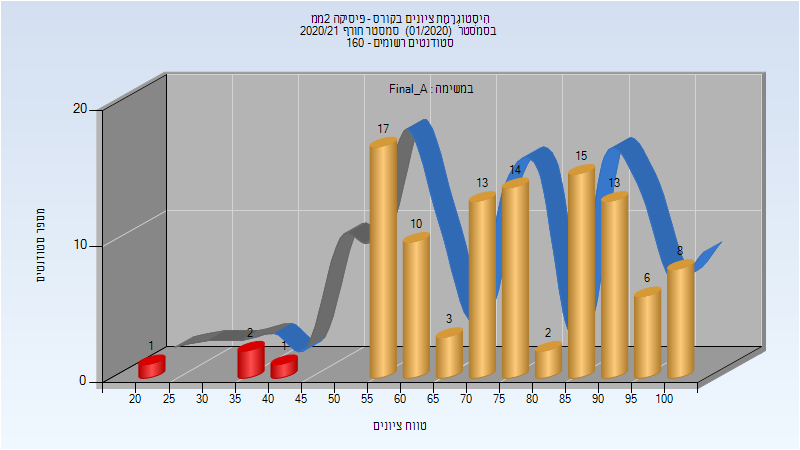 היסטוגרמת ציונים בקורס - פיסיקה 2ממ
בסמסטר (01/2020) סמסטר חורף 2020/21
סטודנטים רשומים - 160
במשימה : Final_A
מספר סטודנטים
20
10
0
1
2
1
17
10
3
13
14
2
15
13
6
8
20 25 30 35 40 45 50 55 60 65 70 75 80 85 90 95 100
טווח ציונים